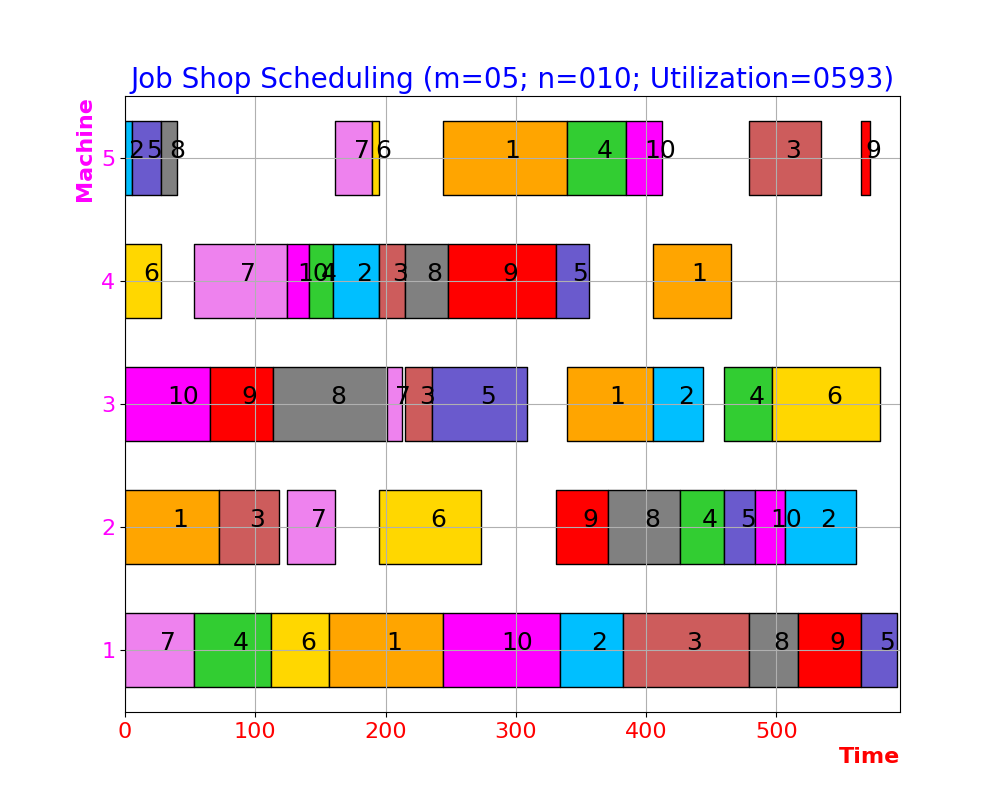 Job Shop Scheduling (m=05; n=010; Utilization=0593)
Machine
5
2 5 8 7 6 1 4 10 3 9
4
6 7 10 4 2 3 8 9 5 1
3
10 9 8 7 3 5 1 2 4 6
2
1 3 7 6 9 8 4 5 10 2
1
7 4 6 1 10 2 3 8 9 5
0 100 200 300 400 500
Time